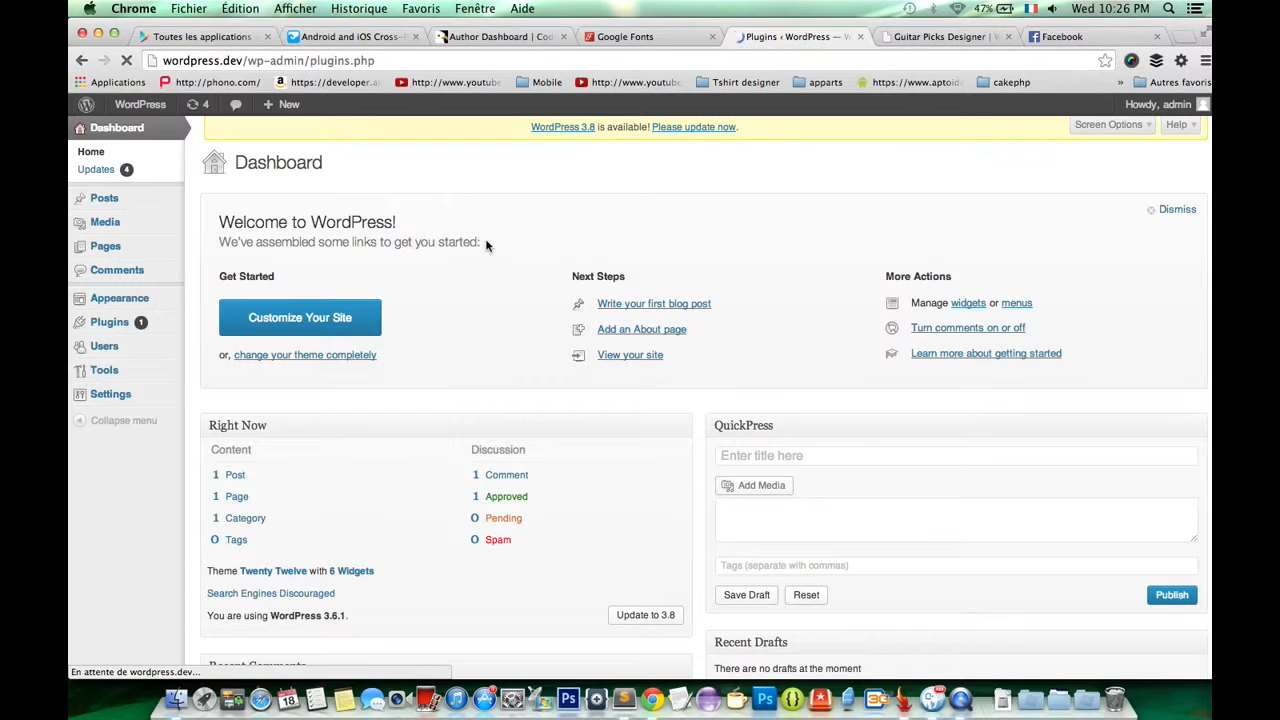 Chrome Fichier Édition Afficher Historique Favoris Fenêtre Aide 47% Wed 10:26 PM
Toutes les applications Android and iOS Cross-P Author Dashboard | Cod Google Fonts Plugins ‹ WordPress — W Guitar Picks Designer | V Facebook
wordpress.dev/wp-admin/plugins.php
Applications http://phono.com/ https://developer.am http://www.youtube Mobile http://www.youtube Tshirt designer apparts https://www.aptoide cakephp » Autres favoris
WordPress 4 + New Howdy, admin
Dashboard
WordPress 3.8 is available! Please update now.
Screen Options Help
Home
Updates 4
Posts
Media
Pages
Comments
Appearance
Plugins 1
Users
Tools
Settings
Collapse menu
Dashboard
Welcome to WordPress!
Dismiss
We've assembled some links to get you started:
Get Started
Customize Your Site
or, change your theme completely
Next Steps
Write your first blog post
Add an About page
View your site
More Actions
Manage widgets or menus
Turn comments on or off
Learn more about getting started
Right Now
Content Discussion
1 Post 1 Comment
1 Page 1 Approved
1 Category 0 Pending
0 Tags 0 Spam
Theme Twenty Twelve with 6 Widgets
Search Engines Discouraged
You are using WordPress 3.6.1. Update to 3.8
Recent Comments
QuickPress
Enter title here
Add Media
Tags (separate with commas)
Save Draft Reset Publish
Recent Drafts
There are no drafts at the moment
En attente de wordpress.dev...
18